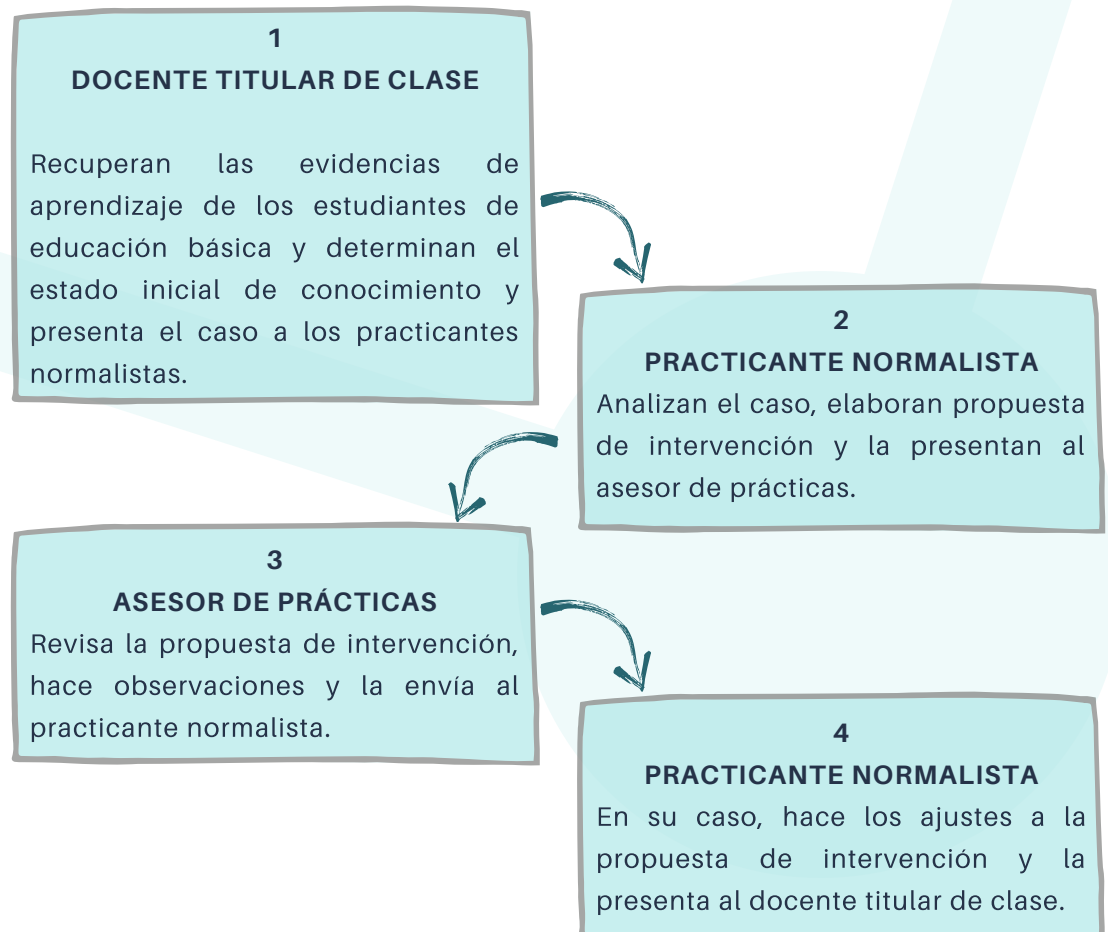 1
DOCENTE TITULAR DE CLASE
Recuperan las evidencias de
aprendizaje de los estudiantes de
educación básica y determinan el
estado inicial de conocimiento y
presenta el caso a los practicantes
normalistas.
2
PRACTICANTE NORMALISTA
Analizan el caso, elaboran propuesta
de intervención y la presentan al
asesor de prácticas.
3
ASESOR DE PRÁCTICAS
Revisa la propuesta de intervención,
hace observaciones y la envía al
practicante normalista.
4
PRACTICANTE NORMALISTA
En su caso, hace los ajustes a la
propuesta de intervención y la
presenta al docente titular de clase.